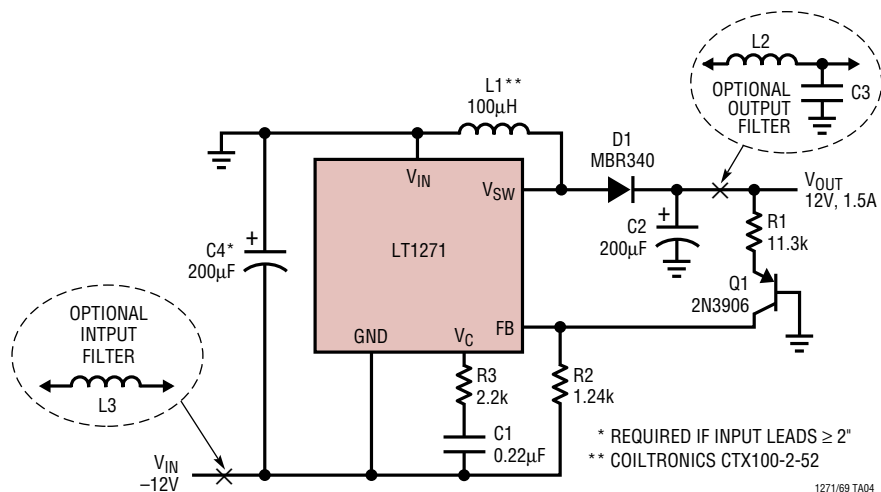 L2
OPTIONAL
OUTPUT
FILTER
C3
L1**
100µH
D1
MBR340
VIN
VSW
VOUT
12V, 1.5A
C4*
200µF
+
LT1271
+
C2
200µF
R1
11.3k
Q1
2N3906
OPTIONAL
INTPUT
FILTER
L3
GND
VC
FB
R3
2.2k
R2
1.24k
C1
0.22µF
VIN
–12V
* REQUIRED IF INPUT LEADS ≥ 2"
** COILTRONICS CTX100-2-52
1271/69 TA04